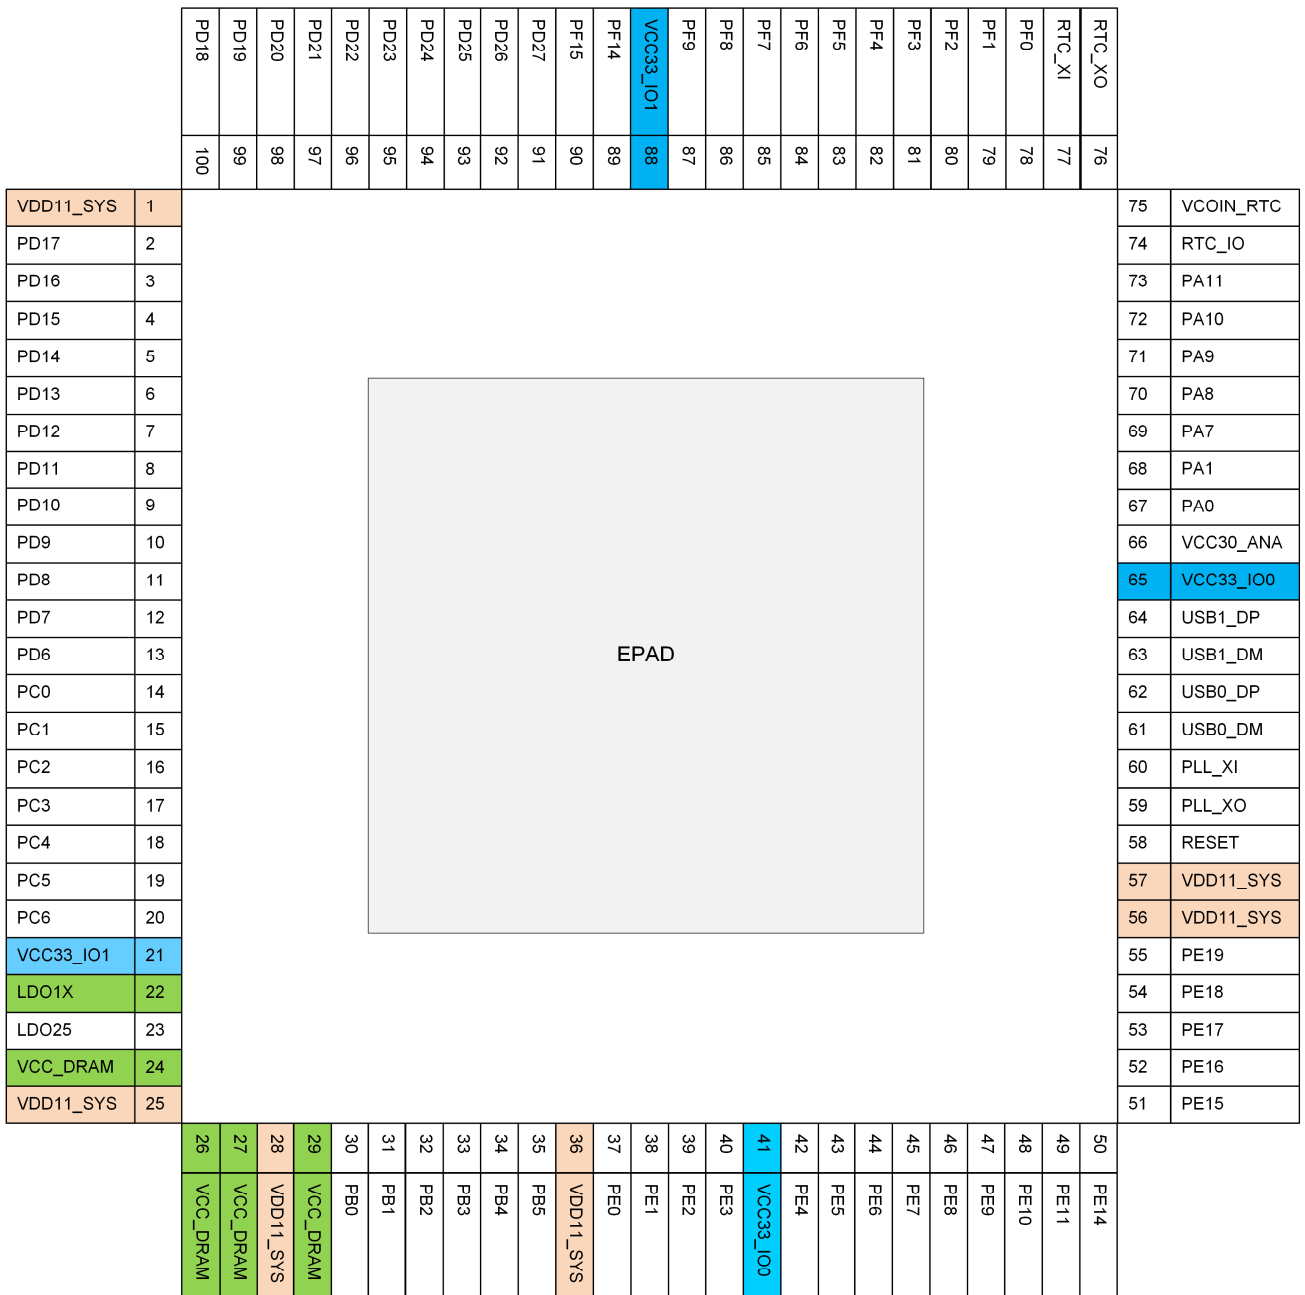 PD18 PD19 PD20 PD21 PD22 PD23 PD24 PD25 PD26 PD27 PF15 PF14 VCC33_IO1 PF9 PF8 PF7 PF6 PF5 PF4 PF3 PF2 PF1 PF0 RTC_XI RTC_XO
100 99 98 97 96 95 94 93 92 91 90 89 88 87 86 85 84 83 82 81 80 79 78 77 76
VDD11_SYS 1
PD17 2
PD16 3
PD15 4
PD14 5
PD13 6
PD12 7
PD11 8
PD10 9
PD9 10
PD8 11
PD7 12
PD6 13
PC0 14
PC1 15
PC2 16
PC3 17
PC4 18
PC5 19
PC6 20
VCC33_IO1 21
LDO1X 22
LDO25 23
VCC_DRAM 24
VDD11_SYS 25
EPAD
75 VCOIN_RTC
74 RTC_IO
73 PA11
72 PA10
71 PA9
70 PA8
69 PA7
68 PA1
67 PA0
66 VCC30_ANA
65 VCC33_IO0
64 USB1_DP
63 USB1_DM
62 USB0_DP
61 USB0_DM
60 PLL_XI
59 PLL_XO
58 RESET
57 VDD11_SYS
56 VDD11_SYS
55 PE19
54 PE18
53 PE17
52 PE16
51 PE15
26 27 28 29 30 31 32 33 34 35 36 37 38 39 40 41 42 43 44 45 46 47 48 49 50
VCC_DRAM VCC_DRAM VDD11_SYS VCC_DRAM PB0 PB1 PB2 PB3 PB4 PB5 VDD11_SYS PE0 PE1 PE2 PE3 VCC33_IO0 PE4 PE5 PE6 PE7 PE8 PE9 PE10 PE11 PE14